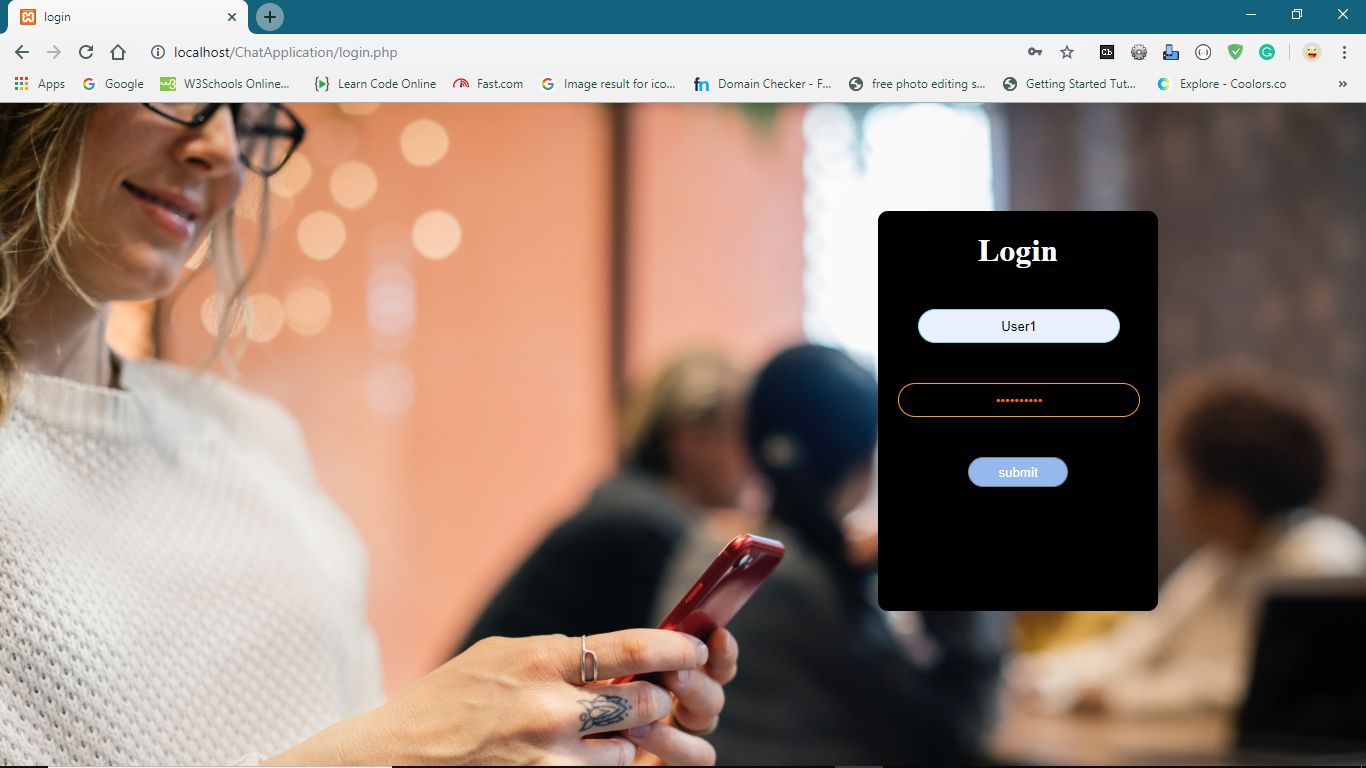 login
localhost/ChatApplication/login.php
Apps
Google
W3Schools Online...
Learn Code Online
Fast.com
Image result for ico...
Domain Checker - F...
free photo editing s...
Getting Started Tut...
Explore - Coolors.co
»
Login
User1
••••••••••
submit